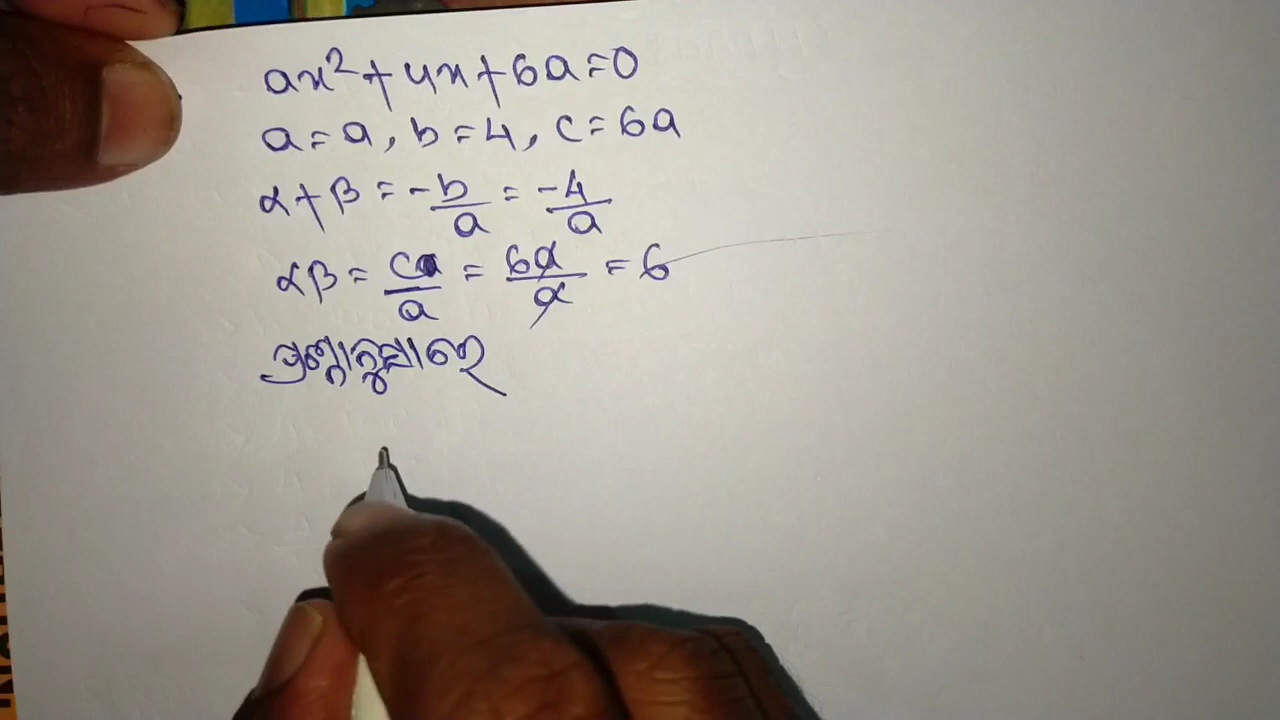 ax²+4x+6a=0
a=a, b=4, c=6a
α+β = -b/a = -4/a
αβ = c/a = 6a/a = 6
ପ୍ରଶ୍ନାନୁସାରେ